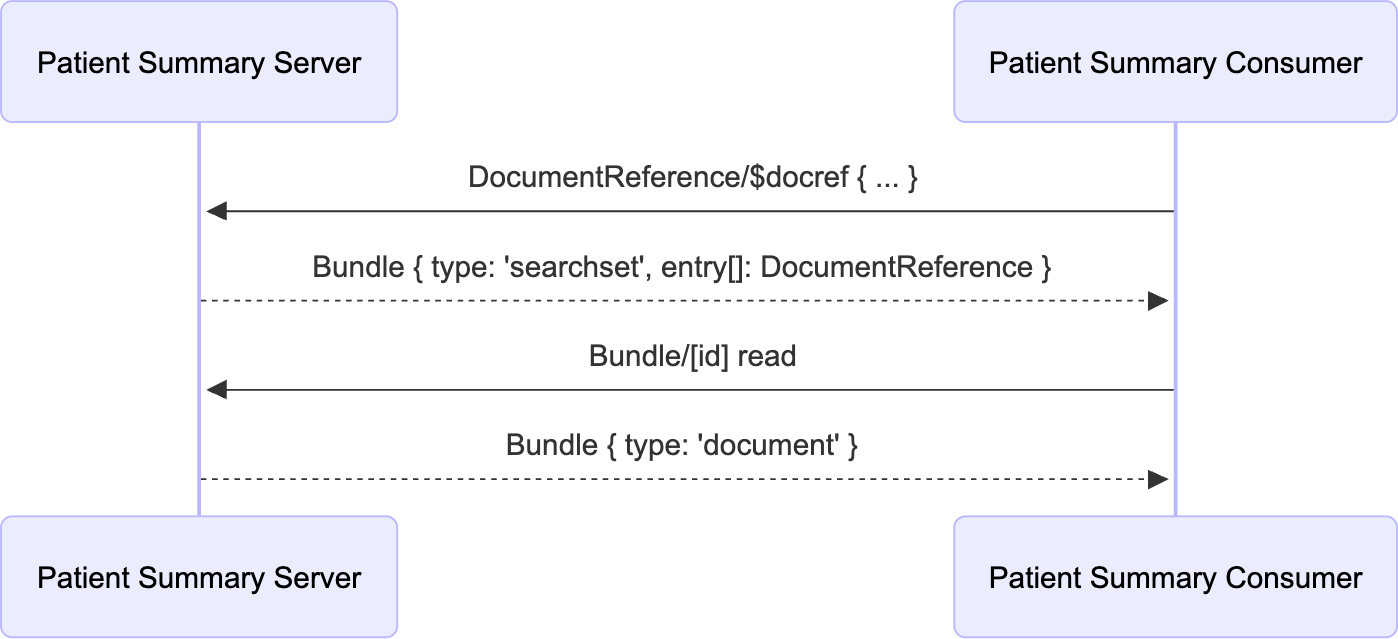 Patient Summary Server
Patient Summary Consumer
DocumentReference/$docref { ... }
Bundle { type: 'searchset', entry[]: DocumentReference }
Bundle/[id] read
Bundle { type: 'document' }
Patient Summary Server
Patient Summary Consumer